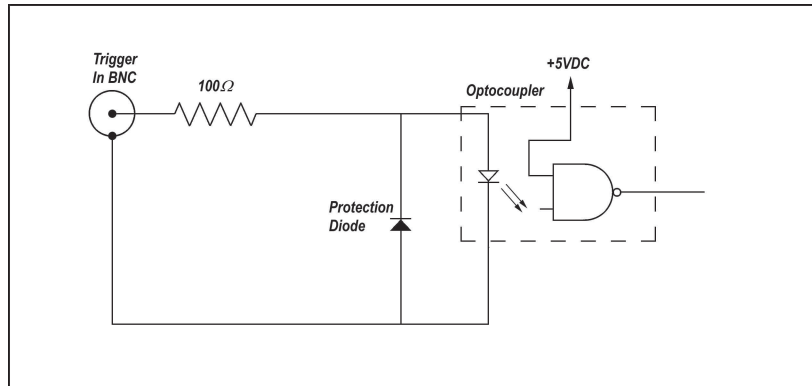 Trigger
In BNC
100Ω
+5VDC
Optocoupler
Protection
Diode